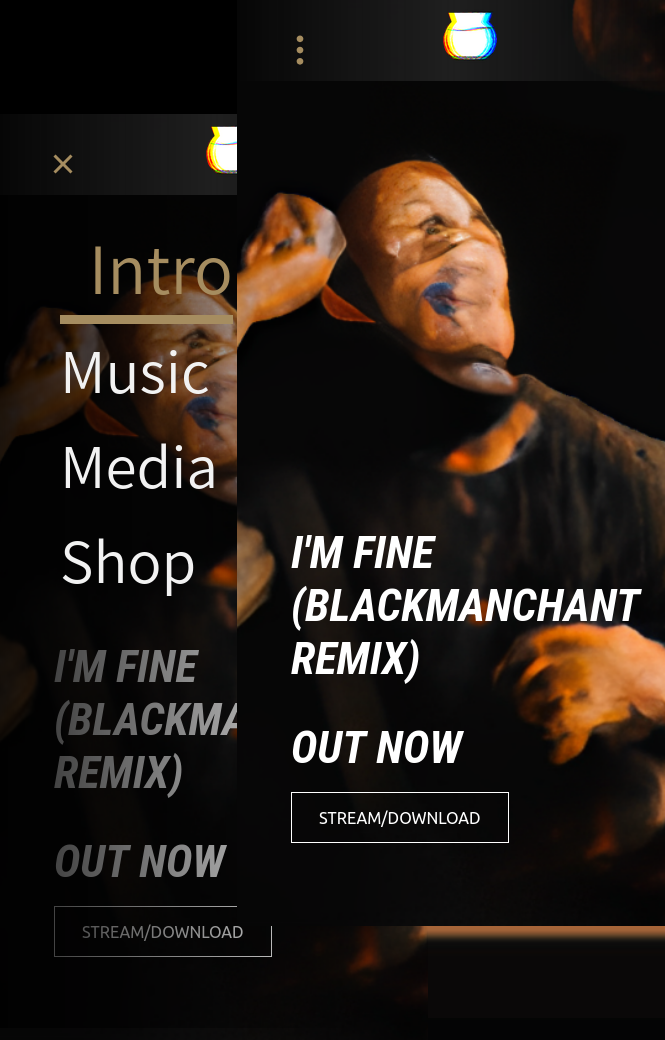 Intro
Music
Media
Shop
I'M FINE
(BLACKMA
REMIX)
OUT NOW
STREAM/DOWNLOAD
I'M FINE
(BLACKMANCHANT
REMIX)
OUT NOW
STREAM/DOWNLOAD